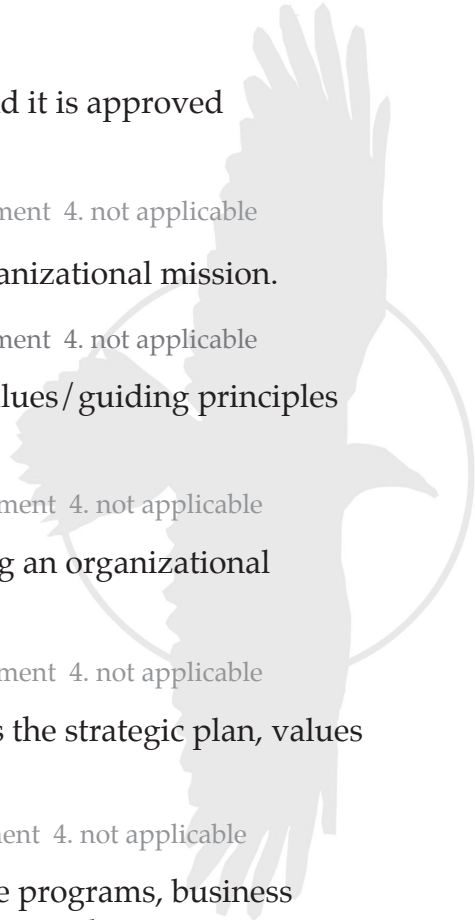 d it is approved
ment 4. not applicable
anizational mission.
ment 4. not applicable
lues/guiding principles
ment 4. not applicable
g an organizational
ment 4. not applicable
s the strategic plan, values
ment 4. not applicable
e programs, business